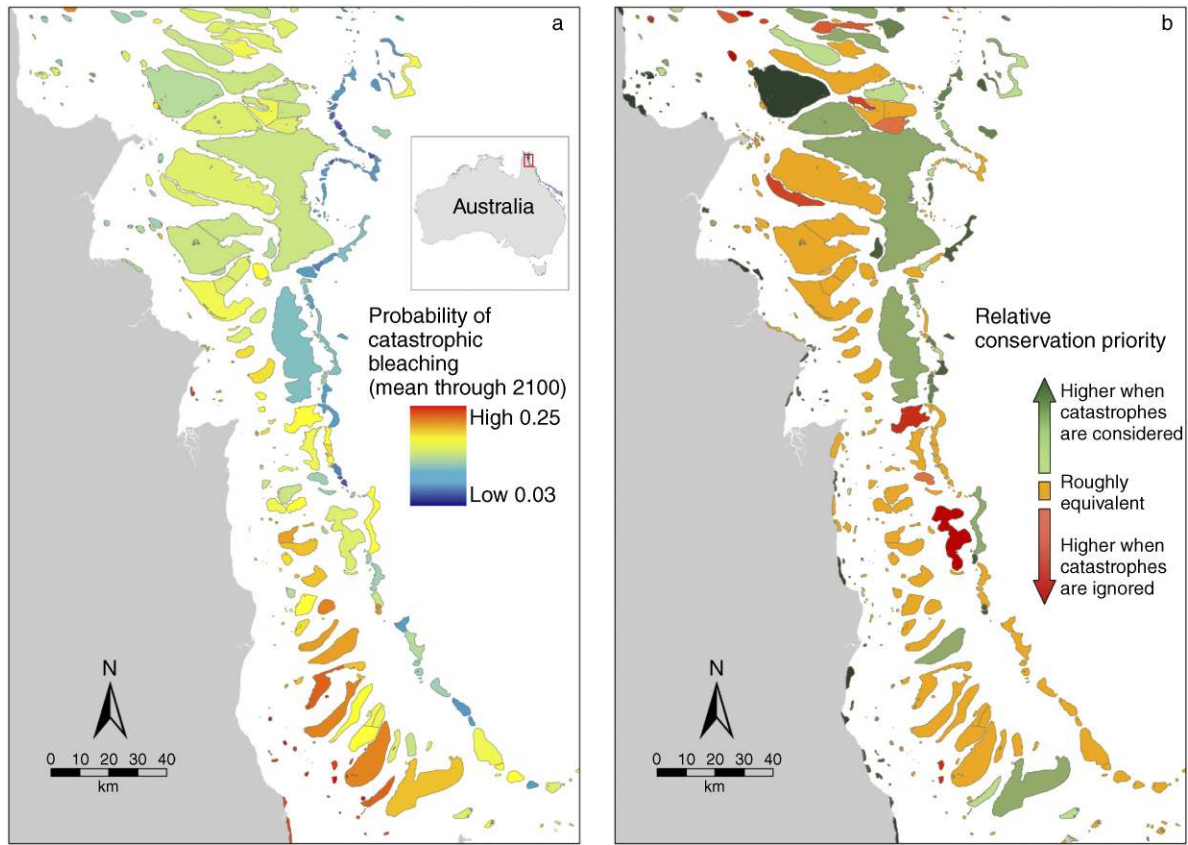 a
Australia
Probability of
catastrophic
bleaching
(mean through 2100)
High 0.25
Low 0.03
N
0 10 20 30 40
km
b
Relative
conservation priority
Higher when
catastrophes
are considered
Roughly
equivalent
Higher when
catastrophes
are ignored
N
0 10 20 30 40
km